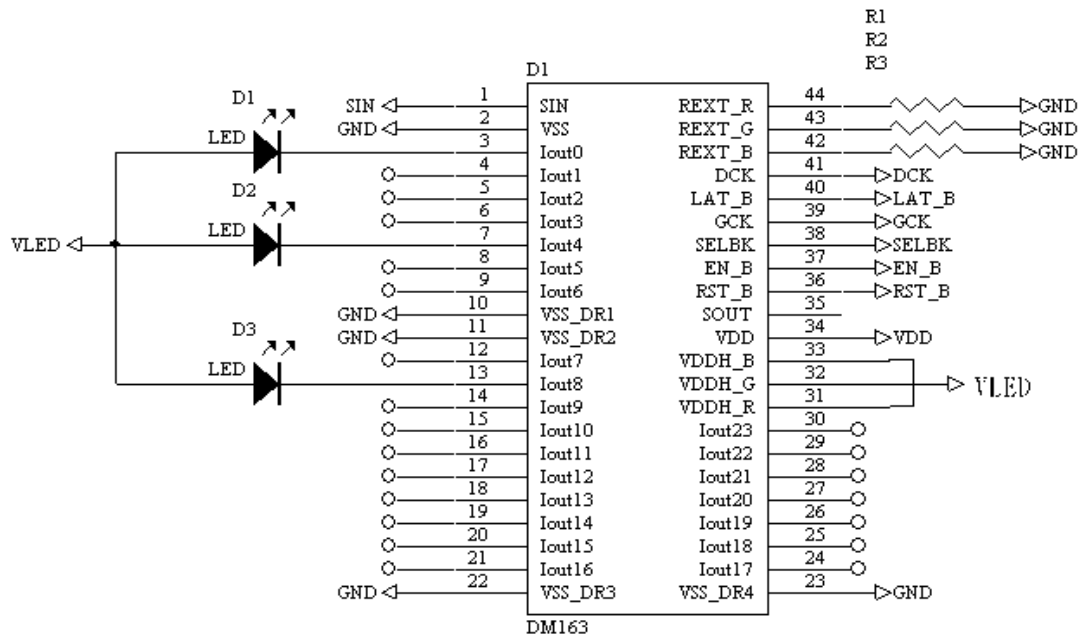 R1
R2
R3
D1
D1
SIN 1 SIN REXT_R 44 GND
GND 2 VSS REXT_G 43 GND
LED 3 Iout0 REXT_B 42 GND
4 Iout1 DCK 41 DCK
D2
5 Iout2 LAT_B 40 LAT_B
6 Iout3 GCK 39 GCK
LED
VLED 7 Iout4 SELBK 38 SELBK
8 Iout5 EN_B 37 EN_B
9 Iout6 RST_B 36 RST_B
GND 10 VSS_DR1 SOUT 35
D3
GND 11 VSS_DR2 VDD 34 VDD
12 Iout7 VDDH_B 33
LED
13 Iout8 VDDH_G 32 VLED
14 Iout9 VDDH_R 31
15 Iout10 Iout23 30
16 Iout11 Iout22 29
17 Iout12 Iout21 28
18 Iout13 Iout20 27
19 Iout14 Iout19 26
20 Iout15 Iout18 25
21 Iout16 Iout17 24
GND 22 VSS_DR3 VSS_DR4 23 GND
DM163